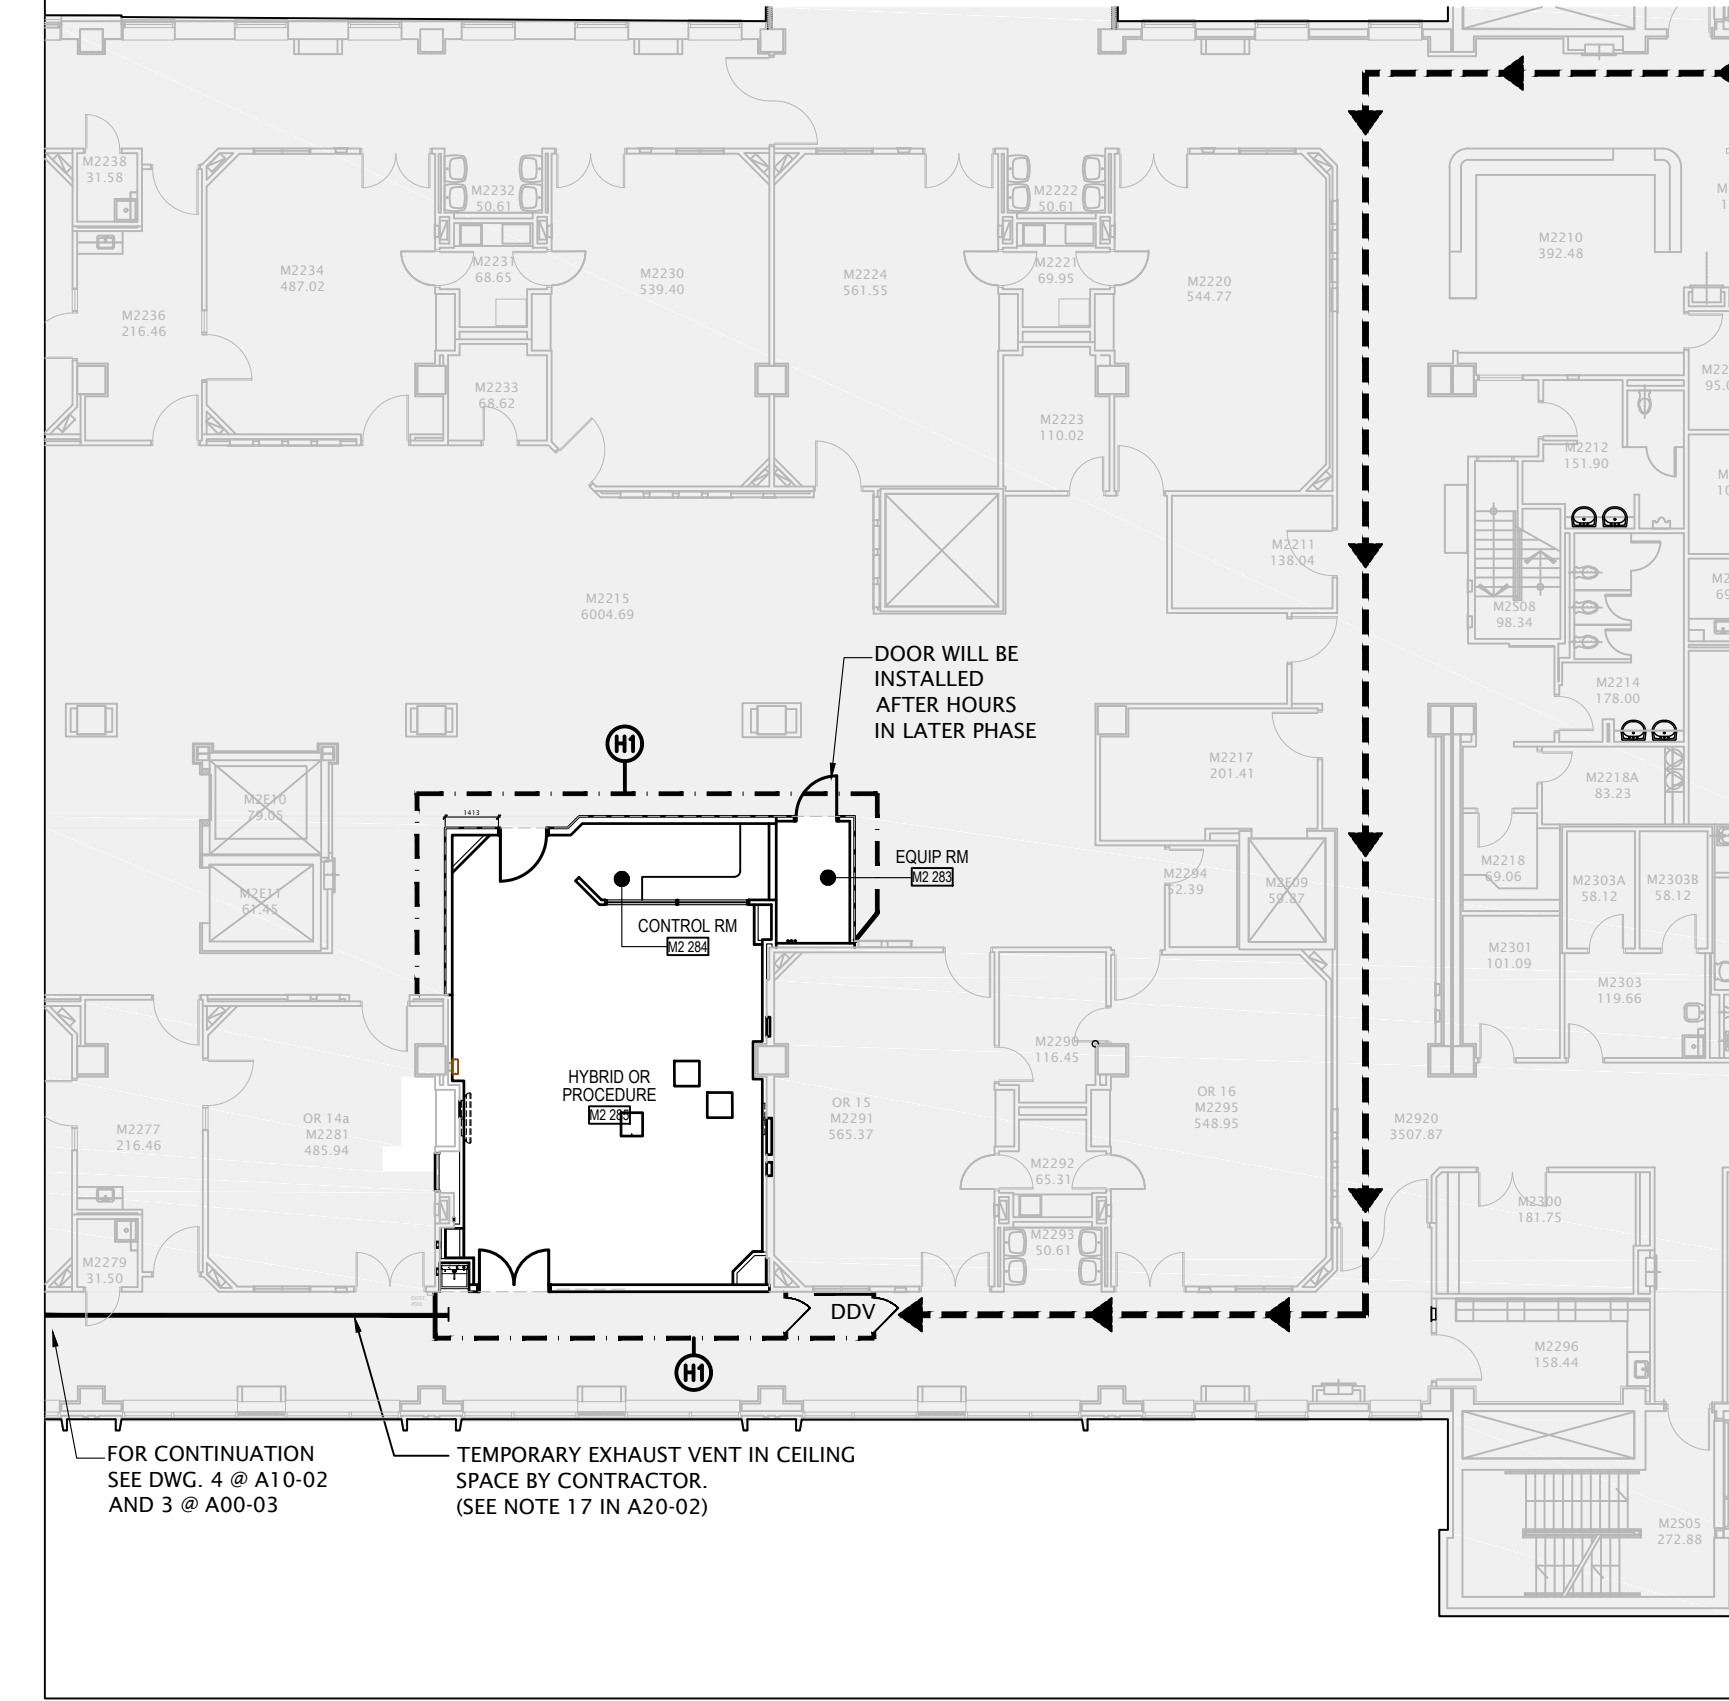 M2238
31.58
M2232
50.61
M2222
50.61
M2210
392.48
M2234
487.02
M2231
68.65
M2230
539.40
M2224
561.55
M2221
69.95
M2220
544.77
M2236
216.46
M2233
68.62
M2223
110.02
M2212
151.90
M2211
138.04
M2215
6004.69
M2S08
98.34
DOOR WILL BE
INSTALLED
AFTER HOURS
IN LATER PHASE
M2214
178.00
H1
M2217
201.41
M2218A
83.23
M2E10
79.05
1413
EQUIP RM
M2 283
M2218
69.06
M2294
52.39
M2E09
59.87
M2303A
58.12
M2303B
58.12
M2E11
61.45
CONTROL RM
M2 284
M2301
101.09
M2303
119.66
M2290
116.45
HYBRID OR
PROCEDURE
M2 285
OR 14a
M2281
485.94
M2277
216.46
OR 15
M2291
565.37
OR 16
M2295
548.95
M2920
3507.87
M2292
65.31
M2300
181.75
M2293
50.61
M2279
31.50
DDV
M2296
158.44
H1
FOR CONTINUATION
SEE DWG. 4 @ A10-02
AND 3 @ A00-03
TEMPORARY EXHAUST VENT IN CEILING
SPACE BY CONTRACTOR.
(SEE NOTE 17 IN A20-02)
M2S05
272.88